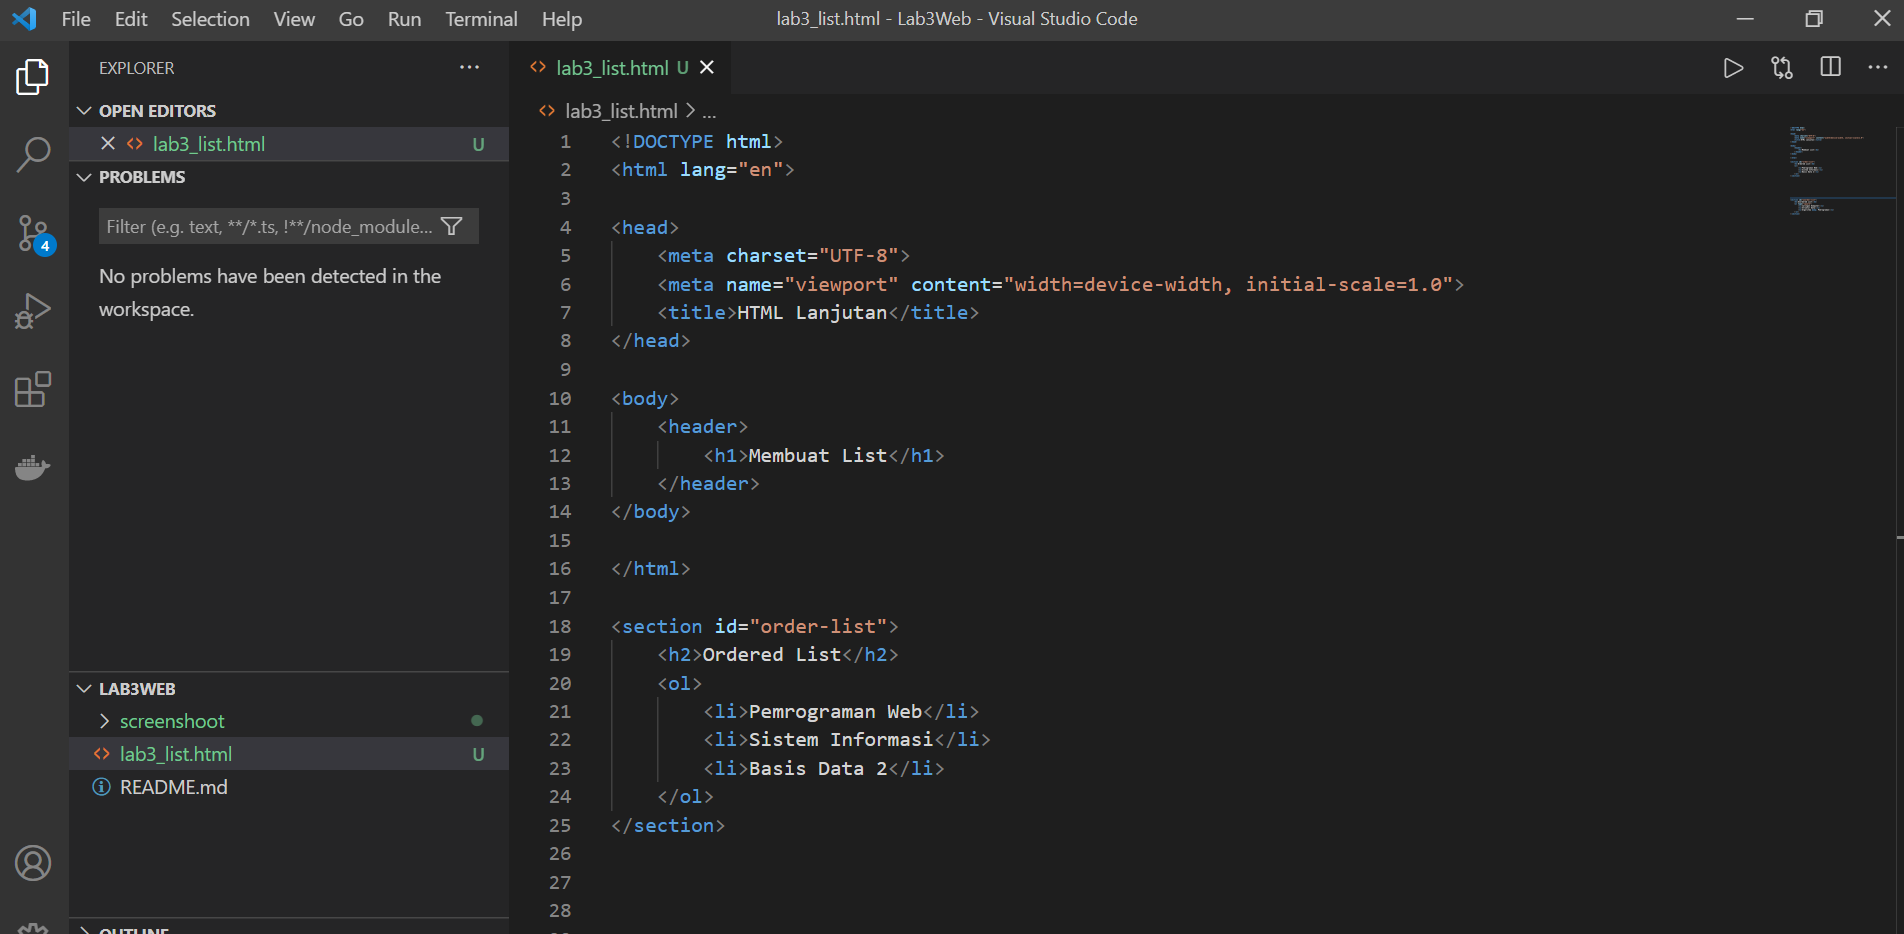 File Edit Selection View Go Run Terminal Help lab3_list.html - Lab3Web - Visual Studio Code
EXPLORER
OPEN EDITORS
lab3_list.html U
PROBLEMS
Filter (e.g. text, **/*.ts, !**/node_module...
No problems have been detected in the
workspace.
4
LAB3WEB
screenshoot
lab3_list.html U
README.md
OUTLINE
lab3_list.html U
lab3_list.html > ...
1 <!DOCTYPE html>
2 <html lang="en">
3
4 <head>
5 <meta charset="UTF-8">
6 <meta name="viewport" content="width=device-width, initial-scale=1.0">
7 <title>HTML Lanjutan</title>
8 </head>
9
10 <body>
11 <header>
12 <h1>Membuat List</h1>
13 </header>
14 </body>
15
16 </html>
17
18 <section id="order-list">
19 <h2>Ordered List</h2>
20 <ol>
21 <li>Pemrograman Web</li>
22 <li>Sistem Informasi</li>
23 <li>Basis Data 2</li>
24 </ol>
25 </section>
26
27
28